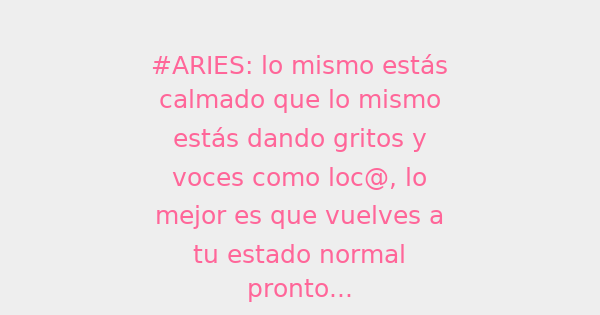 #ARIES: lo mismo estás
calmado que lo mismo
estás dando gritos y
voces como loc@, lo
mejor es que vuelves a
tu estado normal
pronto...